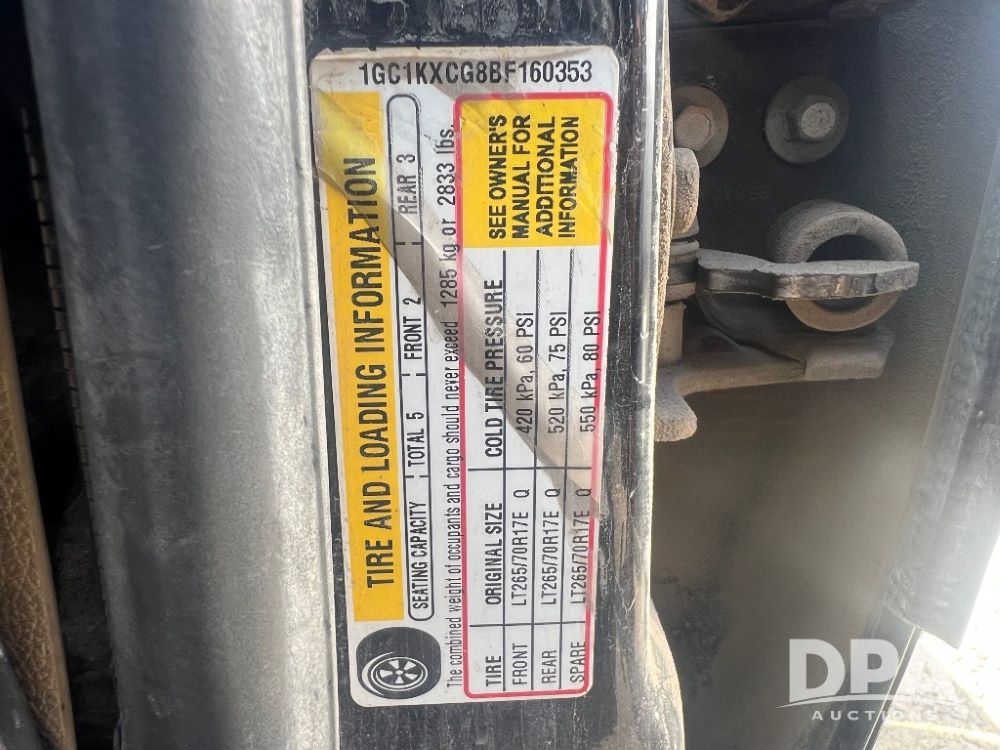 1GC1KXCG8BF160353
TIRE AND LOADING INFORMATION
SEATING CAPACITY TOTAL 5 FRONT 2 REAR 3
The combined weight of occupants and cargo should never exceed 1285 kg or 2833 lbs.
TIRE ORIGINAL SIZE COLD TIRE PRESSURE
FRONT LT265/70R17E Q 420 kPa, 60 PSI
REAR LT265/70R17E Q 520 kPa, 75 PSI
SPARE LT265/70R17E Q 550 kPa, 80 PSI
SEE OWNER'S
MANUAL FOR
ADDITIONAL
INFORMATION
DPA
AUCTIONS